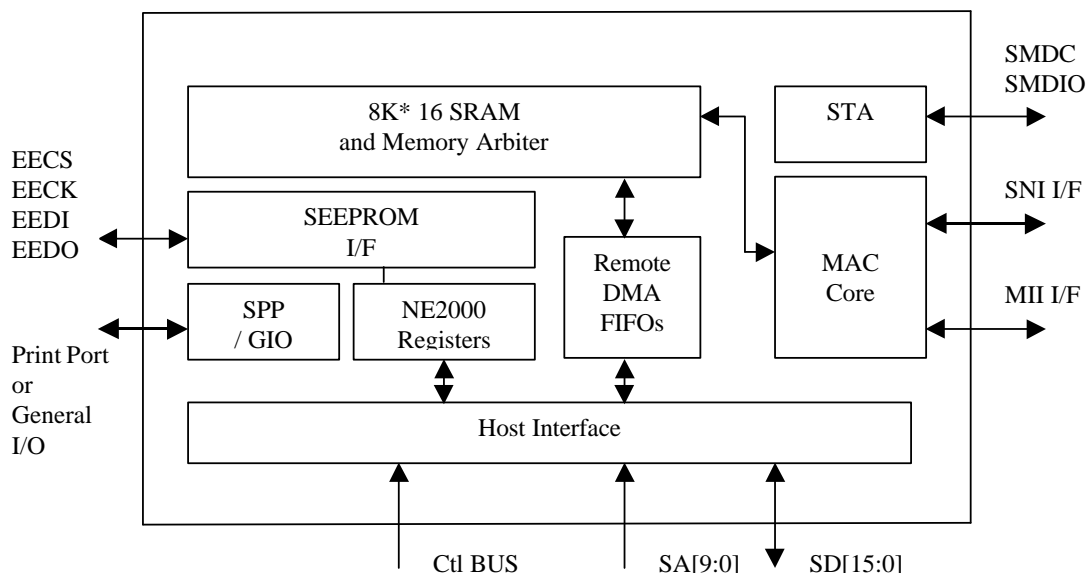 SMDC
SMDIO
8K* 16 SRAM
and Memory Arbiter
STA
EECS
EECK
EEDI
EEDO
SEEPROM
I/F
SNI I/F
Remote
DMA
FIFOs
MAC
Core
MII I/F
SPP
/ GIO
NE2000
Registers
Print Port
or
General
I/O
Host Interface
Ctl BUS
SA[9:0]
SD[15:0]